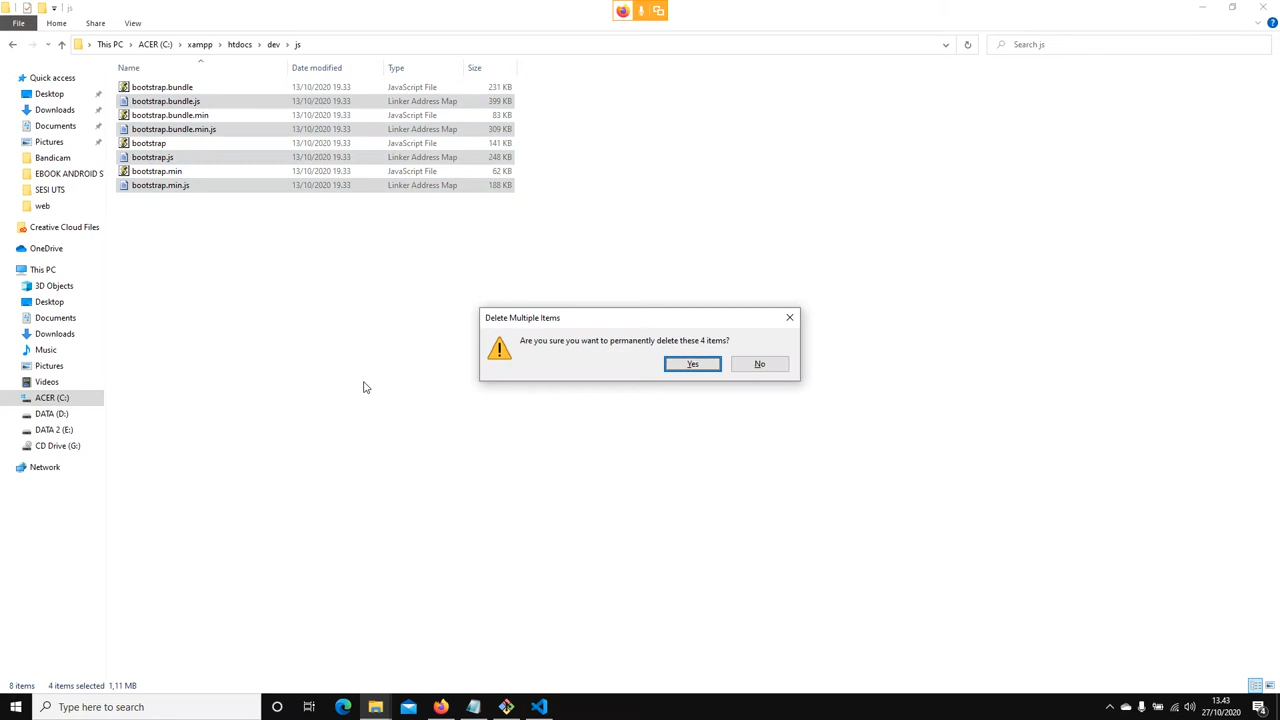 js
File Home Share View
This PC ACER (C:) xampp htdocs dev js Search js
Name Date modified Type Size
bootstrap.bundle 13/10/2020 19.33 JavaScript File 231 KB
bootstrap.bundle.js 13/10/2020 19.33 Linker Address Map 399 KB
bootstrap.bundle.min 13/10/2020 19.33 JavaScript File 83 KB
bootstrap.bundle.min.js 13/10/2020 19.33 Linker Address Map 309 KB
bootstrap 13/10/2020 19.33 JavaScript File 141 KB
bootstrap.js 13/10/2020 19.33 Linker Address Map 248 KB
bootstrap.min 13/10/2020 19.33 JavaScript File 62 KB
bootstrap.min.js 13/10/2020 19.33 Linker Address Map 188 KB
Quick access
Desktop
Downloads
Documents
Pictures
Bandicam
EBOOK ANDROID S
SESI UTS
web
Creative Cloud Files
OneDrive
This PC
3D Objects
Desktop
Documents
Downloads
Music
Pictures
Videos
ACER (C:)
DATA (D:)
DATA 2 (E:)
CD Drive (G:)
Network
Delete Multiple Items
Are you sure you want to permanently delete these 4 items?
Yes No
8 items 4 items selected 1,11 MB
Type here to search
13.43
27/10/2020
4